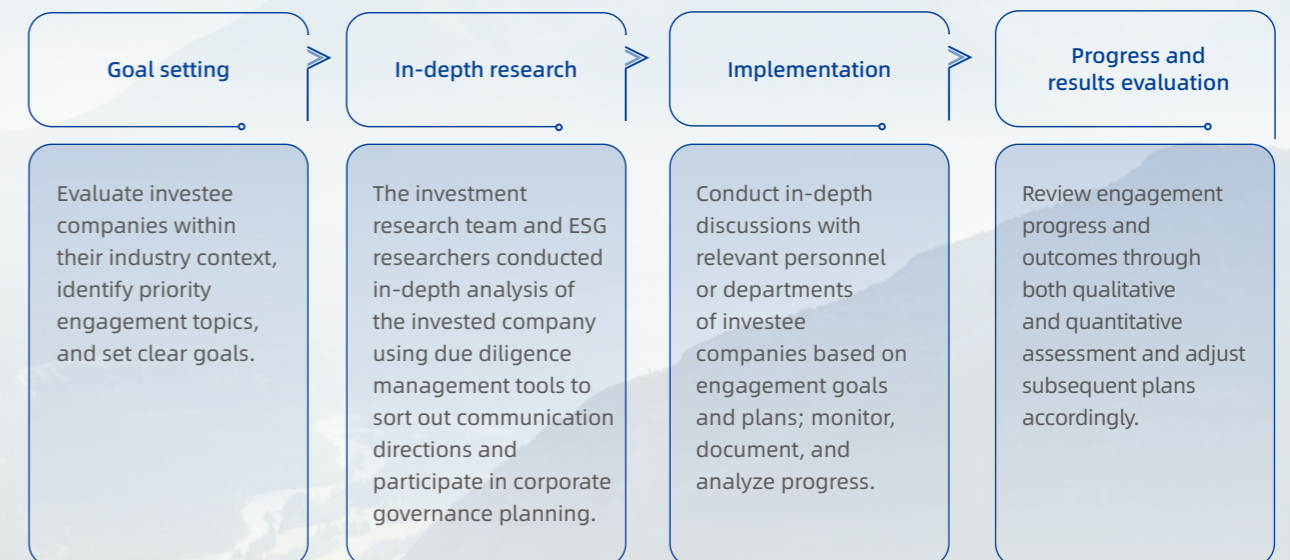 Goal setting
Evaluate investee
companies within
their industry context,
identify priority
engagement topics,
and set clear goals.
In-depth research
The investment
research team and ESG
researchers conducted
in-depth analysis of
the invested company
using due diligence
management tools to
sort out communication
directions and
participate in corporate
governance planning.
Implementation
Conduct in-depth
discussions with
relevant personnel
or departments
of investee
companies based on
engagement goals
and plans; monitor,
document, and
analyze progress.
Progress and
results evaluation
Review engagement
progress and
outcomes through
both qualitative
and quantitative
assessment and adjust
subsequent plans
accordingly.